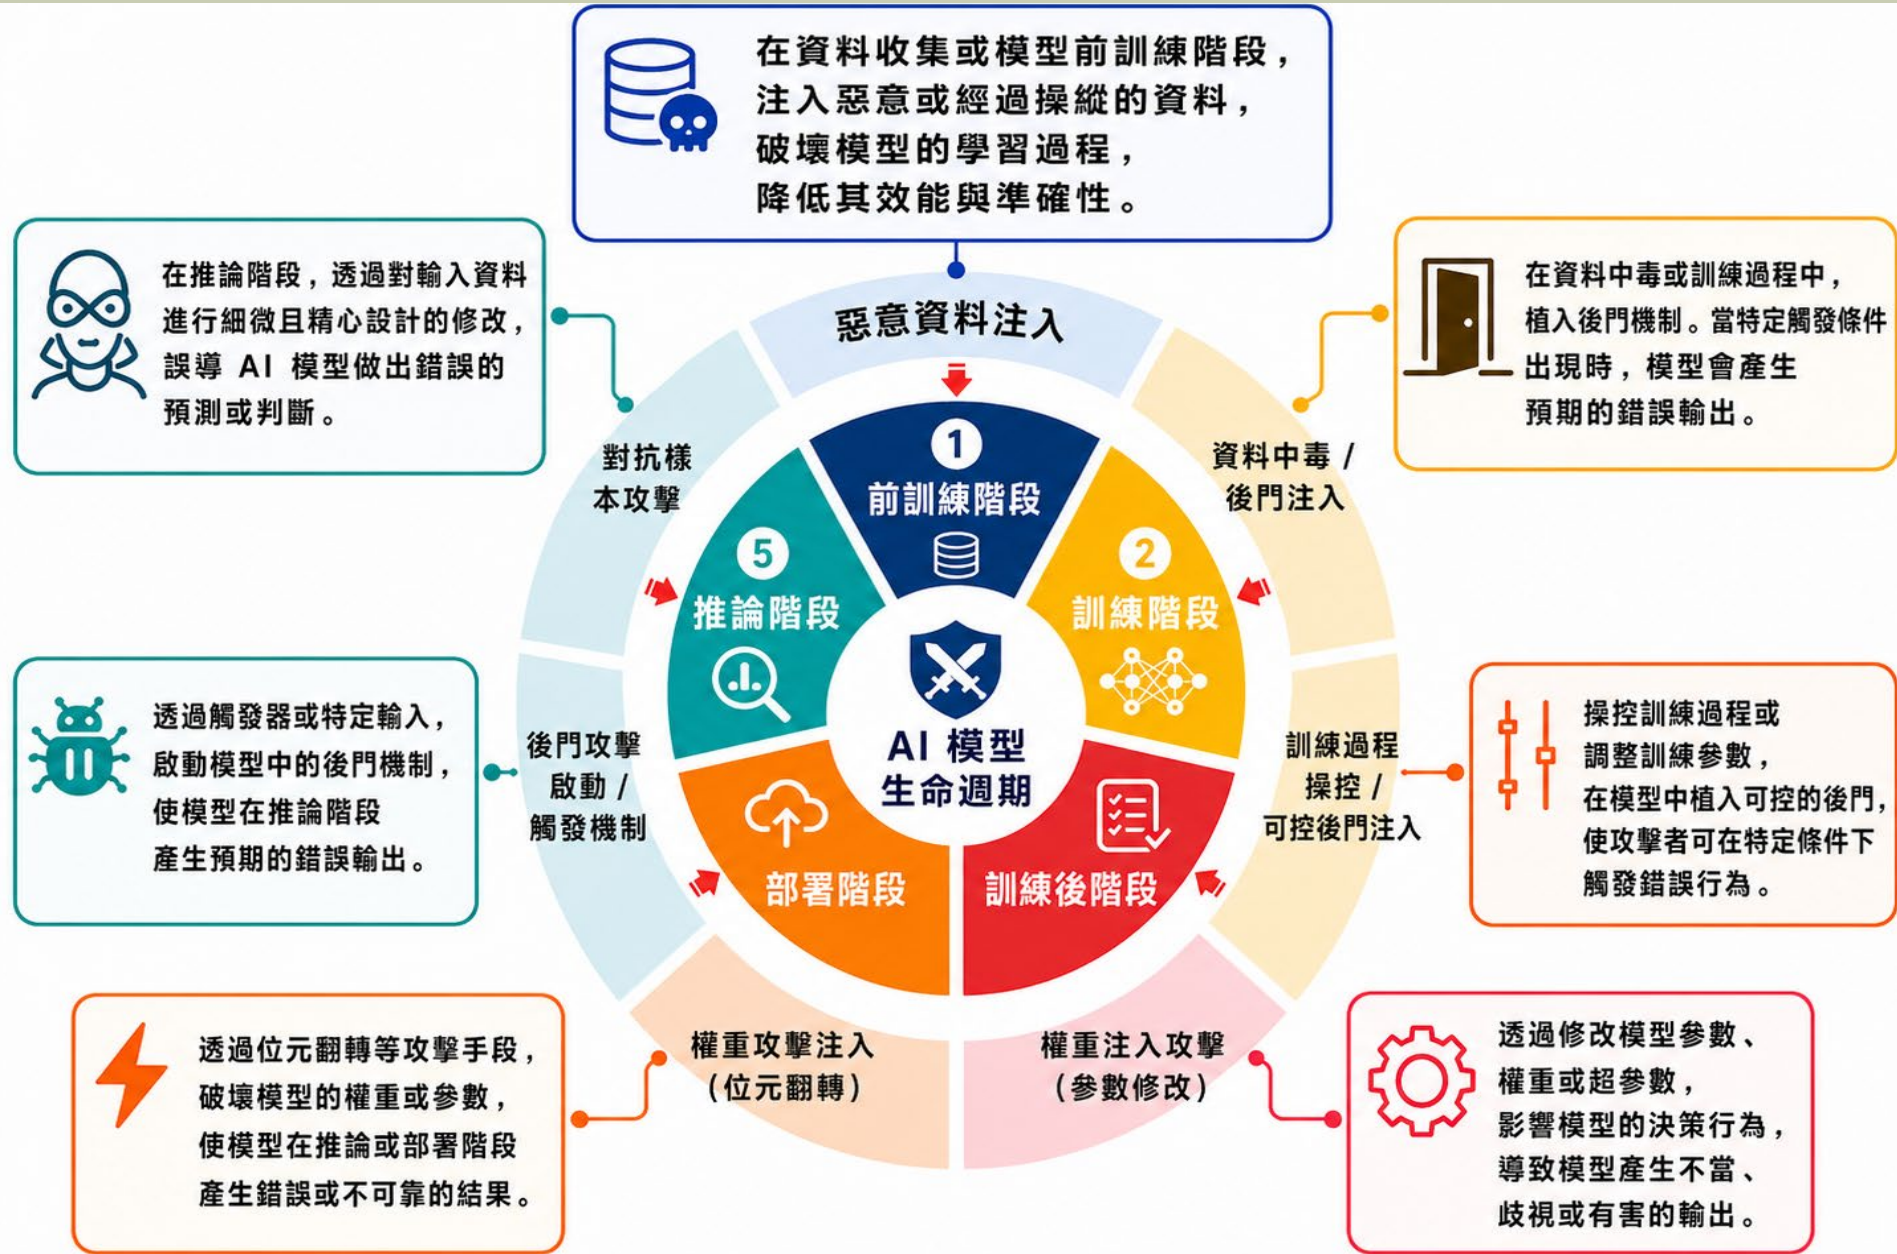 在資料收集或模型前訓練階段，
注入惡意或經過操縱的資料，
破壞模型的學習過程，
降低其效能與準確性。
在推論階段，透過對輸入資料
進行細微且精心設計的修改，
誤導 AI 模型做出錯誤的
預測或判斷。
在資料中毒或訓練過程中，
植入後門機制。當特定觸發條件
出現時，模型會產生
預期的錯誤輸出。
惡意資料注入
對抗樣
本攻擊
資料中毒 /
後門注入
1
前訓練階段
5
推論階段
2
訓練階段
AI 模型
生命週期
透過觸發器或特定輸入，
啟動模型中的後門機制，
使模型在推論階段
產生預期的錯誤輸出。
後門攻擊
啟動 /
觸發機制
訓練過程
操控 /
可控後門注入
操控訓練過程或
調整訓練參數，
在模型中植入可控的後門，
使攻擊者可在特定條件下
觸發錯誤行為。
部署階段
訓練後階段
權重攻擊注入
（位元翻轉）
權重注入攻擊
（參數修改）
透過位元翻轉等攻擊手段，
破壞模型的權重或參數，
使模型在推論或部署階段
產生錯誤或不可靠的結果。
透過修改模型參數、
權重或超參數，
影響模型的決策行為，
導致模型產生不當、
歧視或有害的輸出。